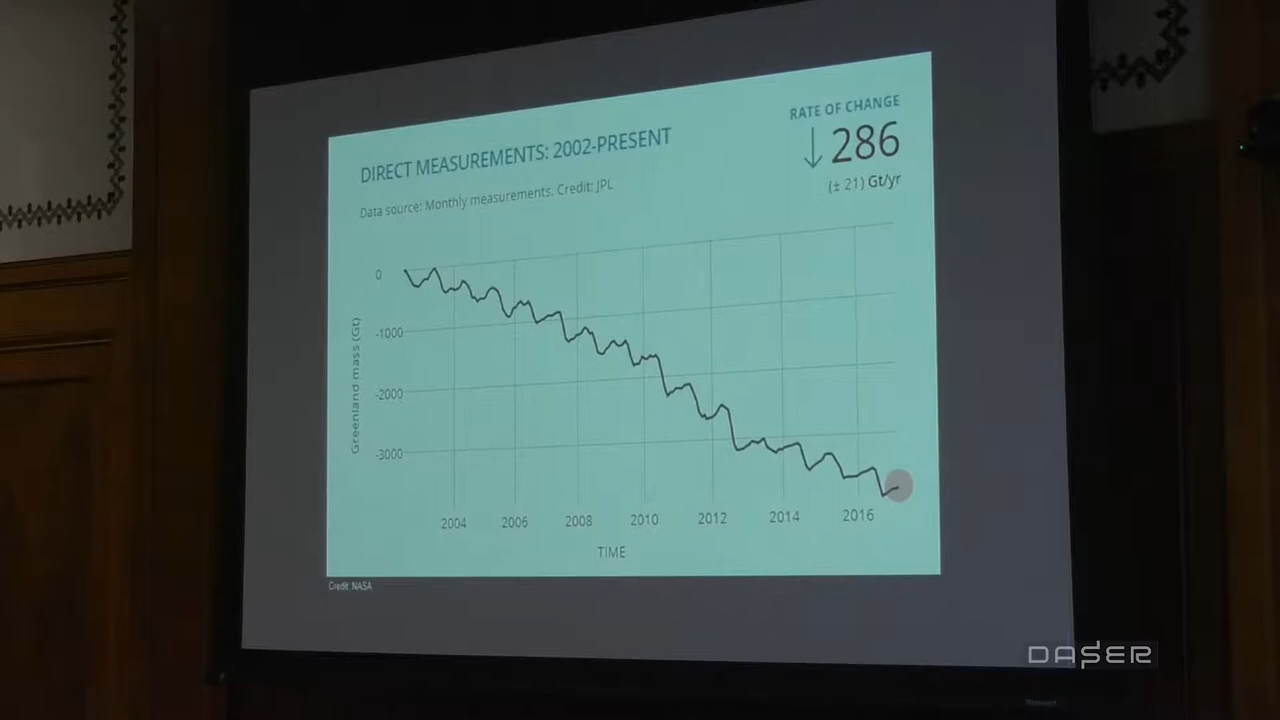 RATE OF CHANGE
↓ 286
(± 21) Gt/yr
DIRECT MEASUREMENTS: 2002-PRESENT
Data source: Monthly measurements. Credit: JPL
Greenland mass (Gt)
0
-1000
-2000
-3000
2004 2006 2008 2010 2012 2014 2016
TIME
Credit: NASA
DASER